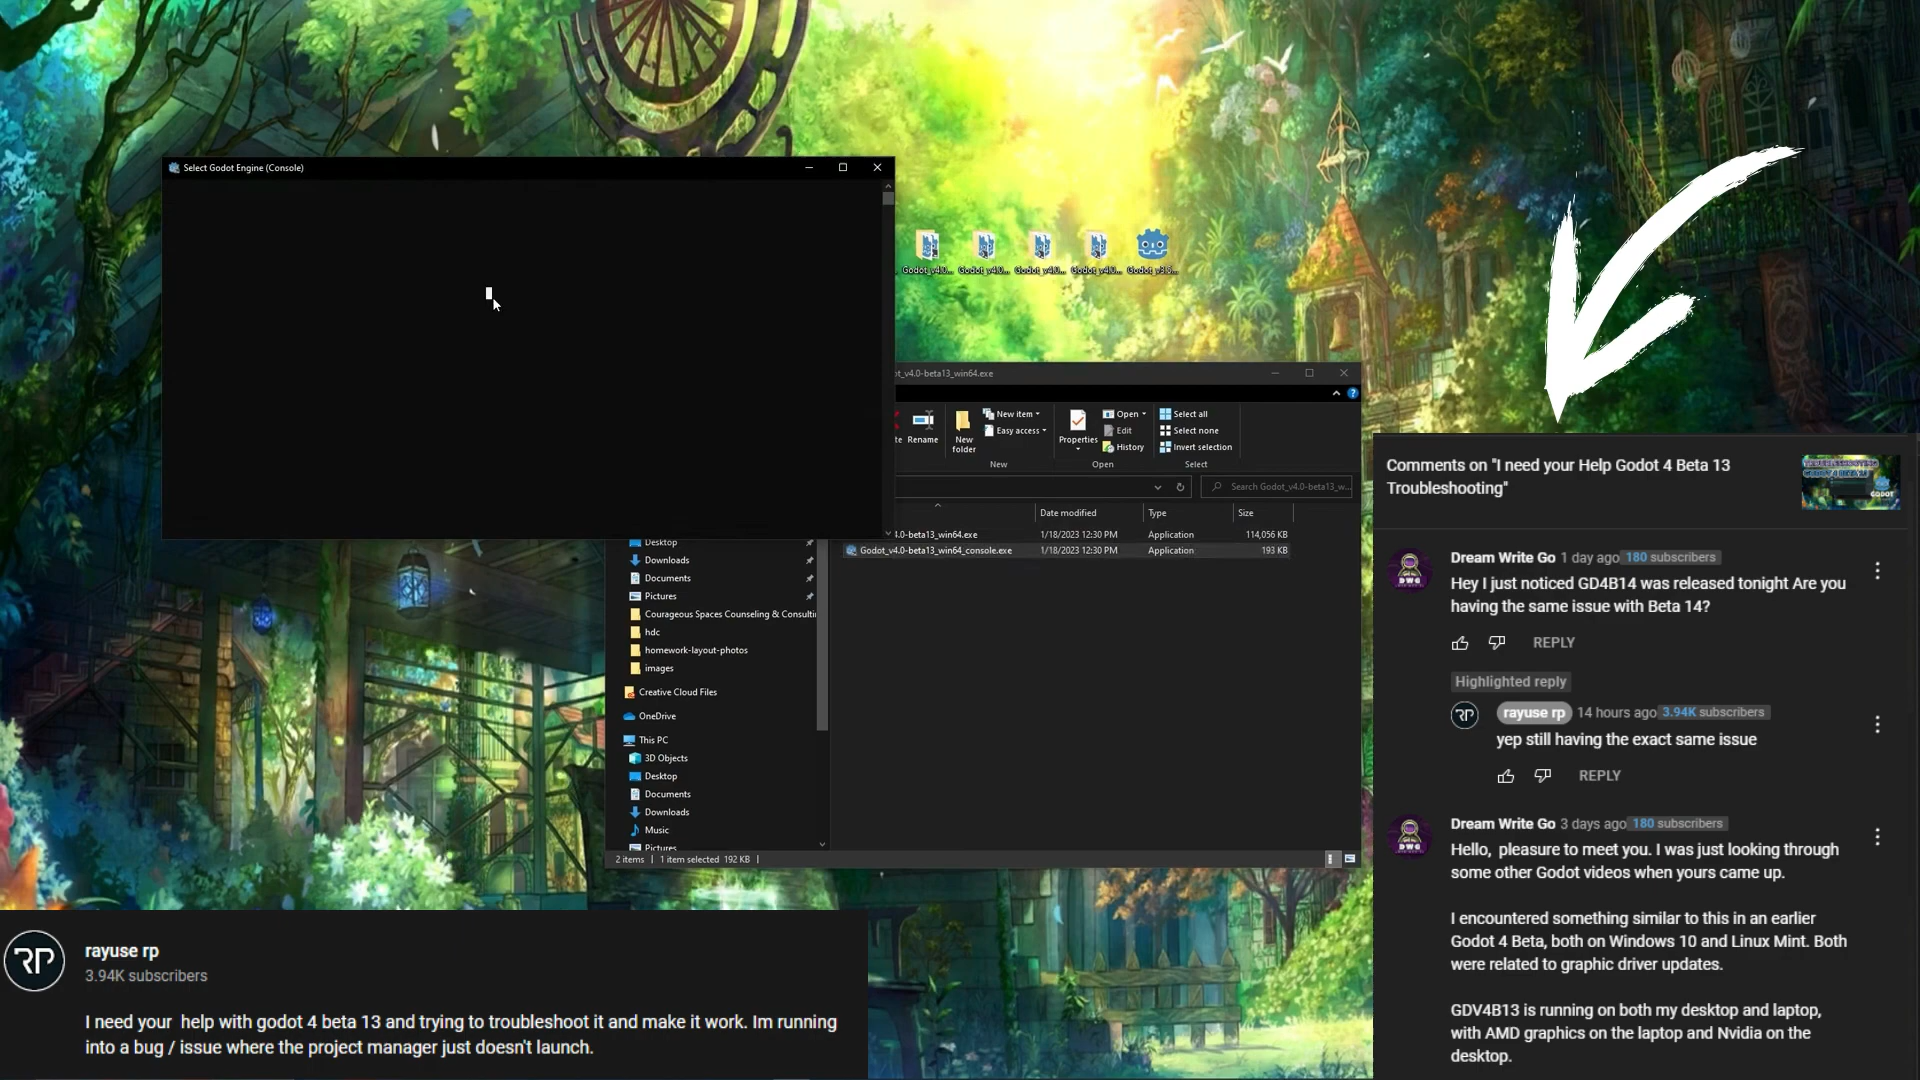 Select Godot Engine (Console)
Godot_v4.0... Godot_v4.0... Godot_v4.0... Godot_v4.0... Godot_v3.5...
ot_v4.0-beta13_win64.exe
New item
Easy access
Open
Edit
History
Select all
Select none
Invert selection
te
Rename
New
folder
Properties
New
Open
Select
Search Godot_v4.0-beta13_w...
Date modified
Type
Size
4.0-beta13_win64.exe
1/18/2023 12:30 PM
Application
114,056 KB
Godot_v4.0-beta13_win64_console.exe
1/18/2023 12:30 PM
Application
193 KB
Desktop
Downloads
Documents
Pictures
Courageous Spaces Counseling & Consulti
hdc
homework-layout-photos
images
Creative Cloud Files
OneDrive
This PC
3D Objects
Desktop
Documents
Downloads
Music
Pictures
2 items
1 item selected 192 KB
Comments on "I need your Help Godot 4 Beta 13
Troubleshooting"
TROUBLESHOOTING
GODOT 4 BETA 13
GODOT
DWG
Dream Write Go 1 day ago 180 subscribers
Hey I just noticed GD4B14 was released tonight Are you
having the same issue with Beta 14?
REPLY
Highlighted reply
RP
rayuse rp 14 hours ago 3.94K subscribers
yep still having the exact same issue
REPLY
DWG
Dream Write Go 3 days ago 180 subscribers
Hello, pleasure to meet you. I was just looking through
some other Godot videos when yours came up.
I encountered something similar to this in an earlier
Godot 4 Beta, both on Windows 10 and Linux Mint. Both
were related to graphic driver updates.
GDV4B13 is running on both my desktop and laptop,
with AMD graphics on the laptop and Nvidia on the
desktop.
RP
rayuse rp
3.94K subscribers
I need your help with godot 4 beta 13 and trying to troubleshoot it and make it work. Im running
into a bug / issue where the project manager just doesn't launch.